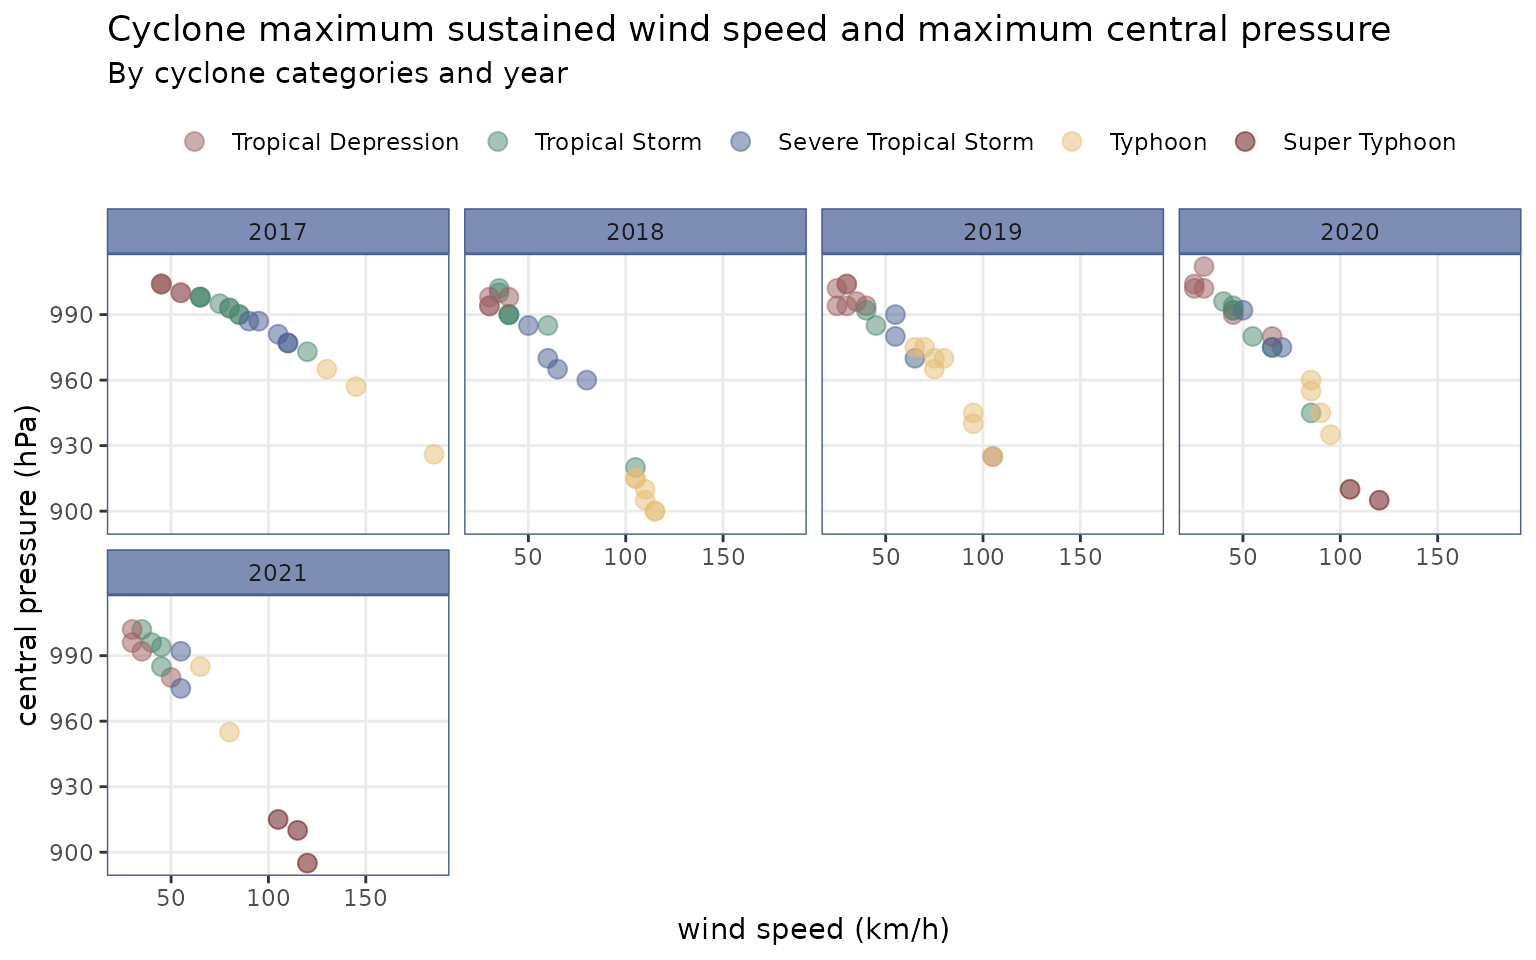 Cyclone maximum sustained wind speed and maximum central pressure
By cyclone categories and year
Tropical Depression Tropical Storm Severe Tropical Storm Typhoon Super Typhoon
2017 2018 2019 2020
990
960
930
900
50 100 150 50 100 150 50 100 150
2021
990
960
930
900
50 100 150
central pressure (hPa)
wind speed (km/h)